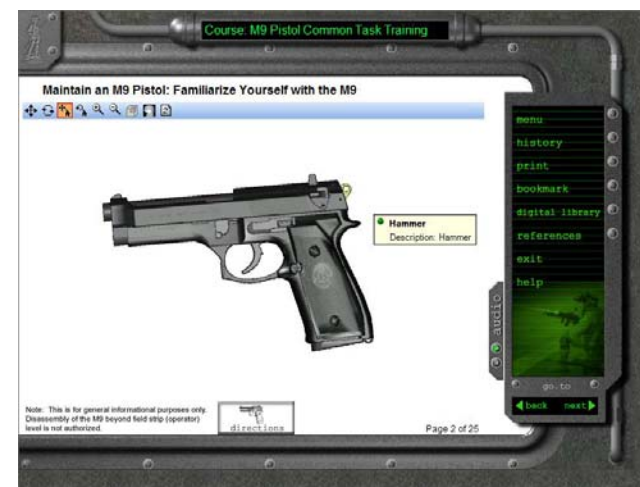 Course: M9 Pistol Common Task Training
Maintain an M9 Pistol: Familiarize Yourself with the M9
Hammer
Description: Hammer
menu
history
print
bookmark
digital library
references
exit
help
audio
go.to
back next
Note: This is for general informational purposes only.
Disassembly of the M9 beyond field strip (operator)
level is not authorized.
directions
Page 2 of 25